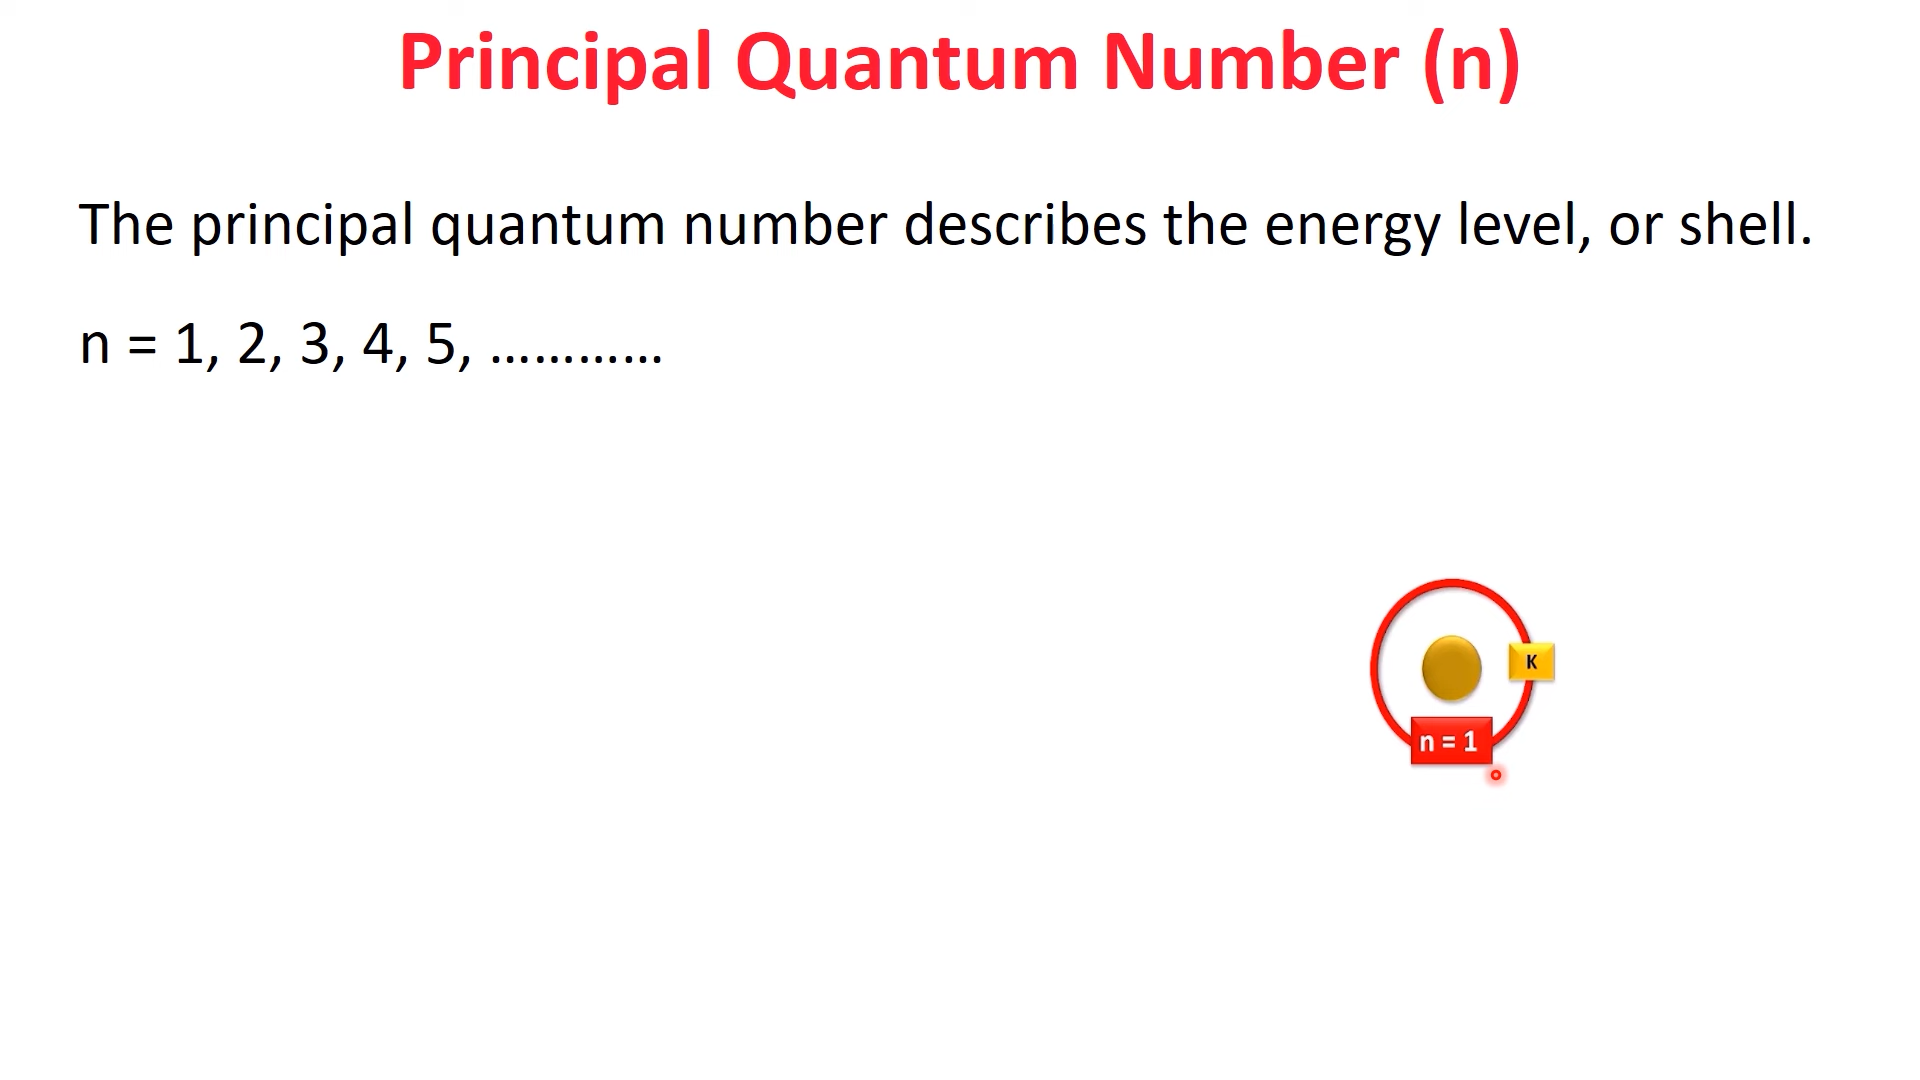 Principal Quantum Number (n)
The principal quantum number describes the energy level, or shell.
n = 1, 2, 3, 4, 5, ............
K
n = 1